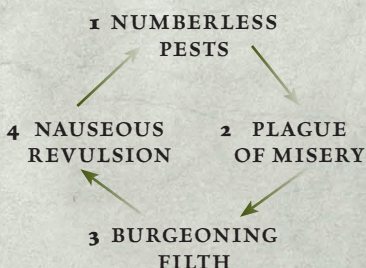 1 NUMBERLESS
PESTS
2 PLAGUE
OF MISERY
3 BURGEONING
FILTH
4 NAUSEOUS
REVULSION